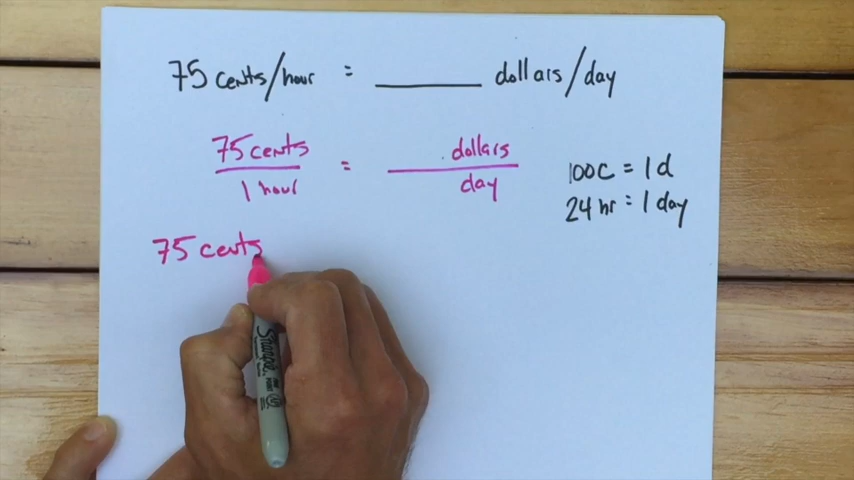 75 cents/hour = ______ dollars/day
75 cents = dollars
1 hour day
100c = 1 d
24 hr = 1 day
75 cents
Sharpie